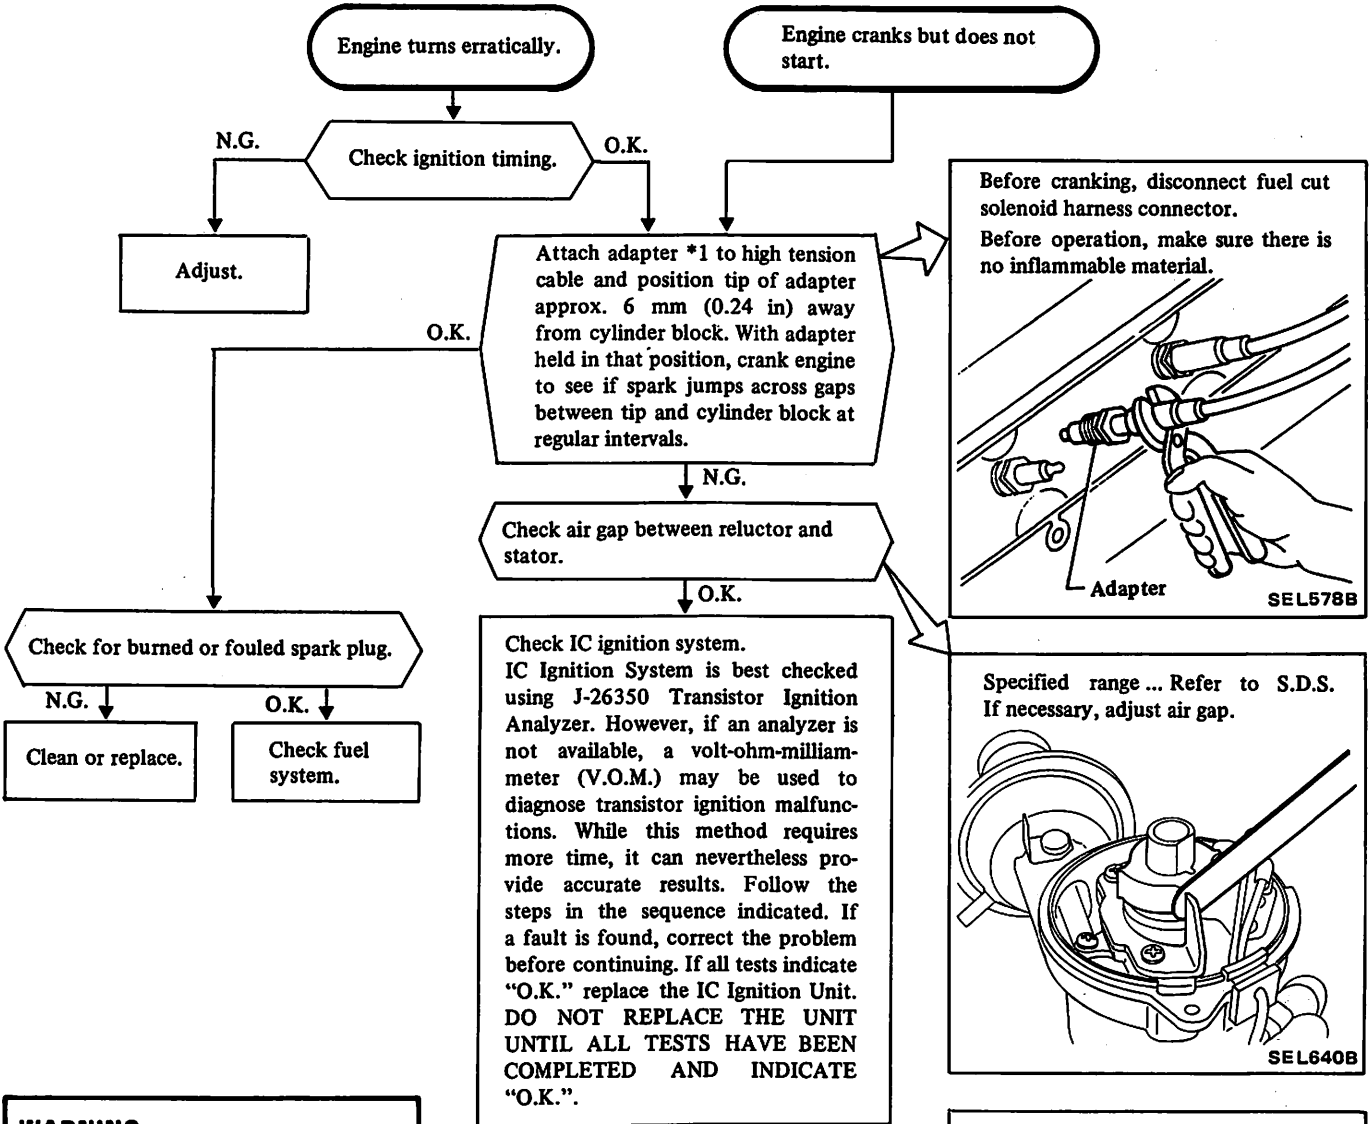 Engine turns erratically.
Engine cranks but does not
start.
N.G.
Check ignition timing.
O.K.
Adjust.
Attach adapter *1 to high tension
cable and position tip of adapter
approx. 6 mm (0.24 in) away
from cylinder block. With adapter
held in that position, crank engine
to see if spark jumps across gaps
between tip and cylinder block at
regular intervals.
Before cranking, disconnect fuel cut
solenoid harness connector.
Before operation, make sure there is
no inflammable material.
Adapter
SEL578B
O.K.
N.G.
Check air gap between reluctor and
stator.
O.K.
Check for burned or fouled spark plug.
N.G.
O.K.
Clean or replace.
Check fuel
system.
Check IC ignition system.
IC Ignition System is best checked
using J-26350 Transistor Ignition
Analyzer. However, if an analyzer is
not available, a volt-ohm-milliam-
meter (V.O.M.) may be used to
diagnose transistor ignition malfunc-
tions. While this method requires
more time, it can nevertheless pro-
vide accurate results. Follow the
steps in the sequence indicated. If
a fault is found, correct the problem
before continuing. If all tests indicate
“O.K.” replace the IC Ignition Unit.
DO NOT REPLACE THE UNIT
UNTIL ALL TESTS HAVE BEEN
COMPLETED AND INDICATE
“O.K.”.
Specified range ... Refer to S.D.S.
If necessary, adjust air gap.
SEL640B
WARNING